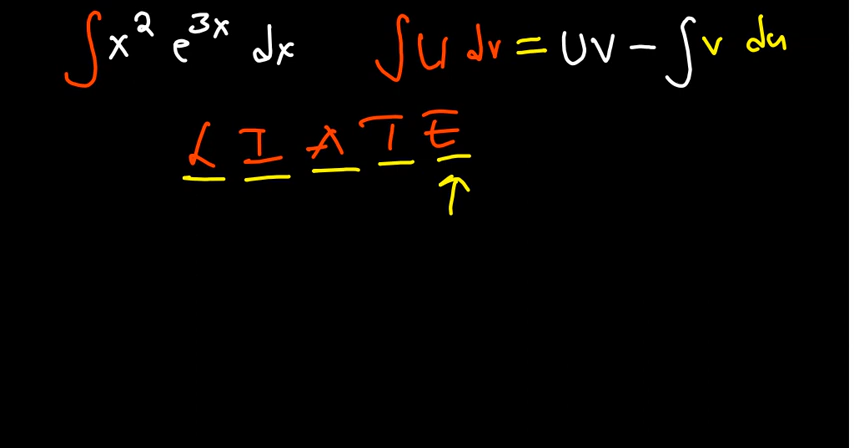 ∫x² e³ˣ dx ∫u dv = uv − ∫v du
L I A T E